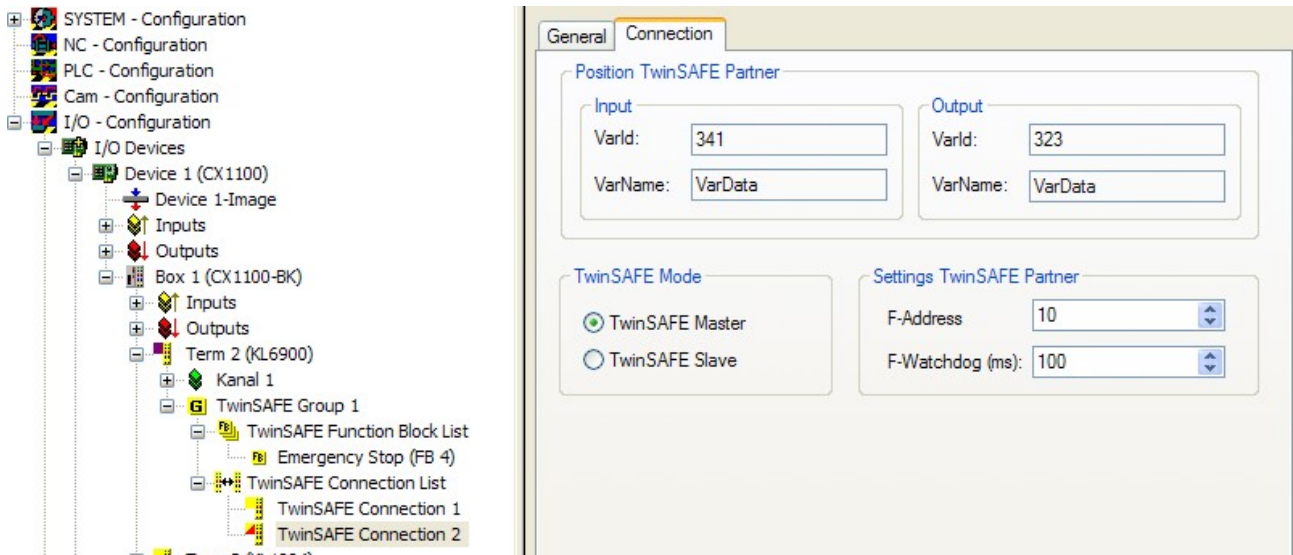 SYSTEM - Configuration
NC - Configuration
PLC - Configuration
Cam - Configuration
I/O - Configuration
I/O Devices
Device 1 (CX1100)
Device 1-Image
Inputs
Outputs
Box 1 (CX1100-BK)
Inputs
Outputs
Term 2 (KL6900)
Kanal 1
G TwinSAFE Group 1
FB TwinSAFE Function Block List
FB Emergency Stop (FB 4)
TwinSAFE Connection List
TwinSAFE Connection 1
TwinSAFE Connection 2
General Connection
Position TwinSAFE Partner
Input
VarId: 341
VarName: VarData
Output
VarId: 323
VarName: VarData
TwinSAFE Mode
TwinSAFE Master
TwinSAFE Slave
Settings TwinSAFE Partner
F-Address 10
F-Watchdog (ms): 100